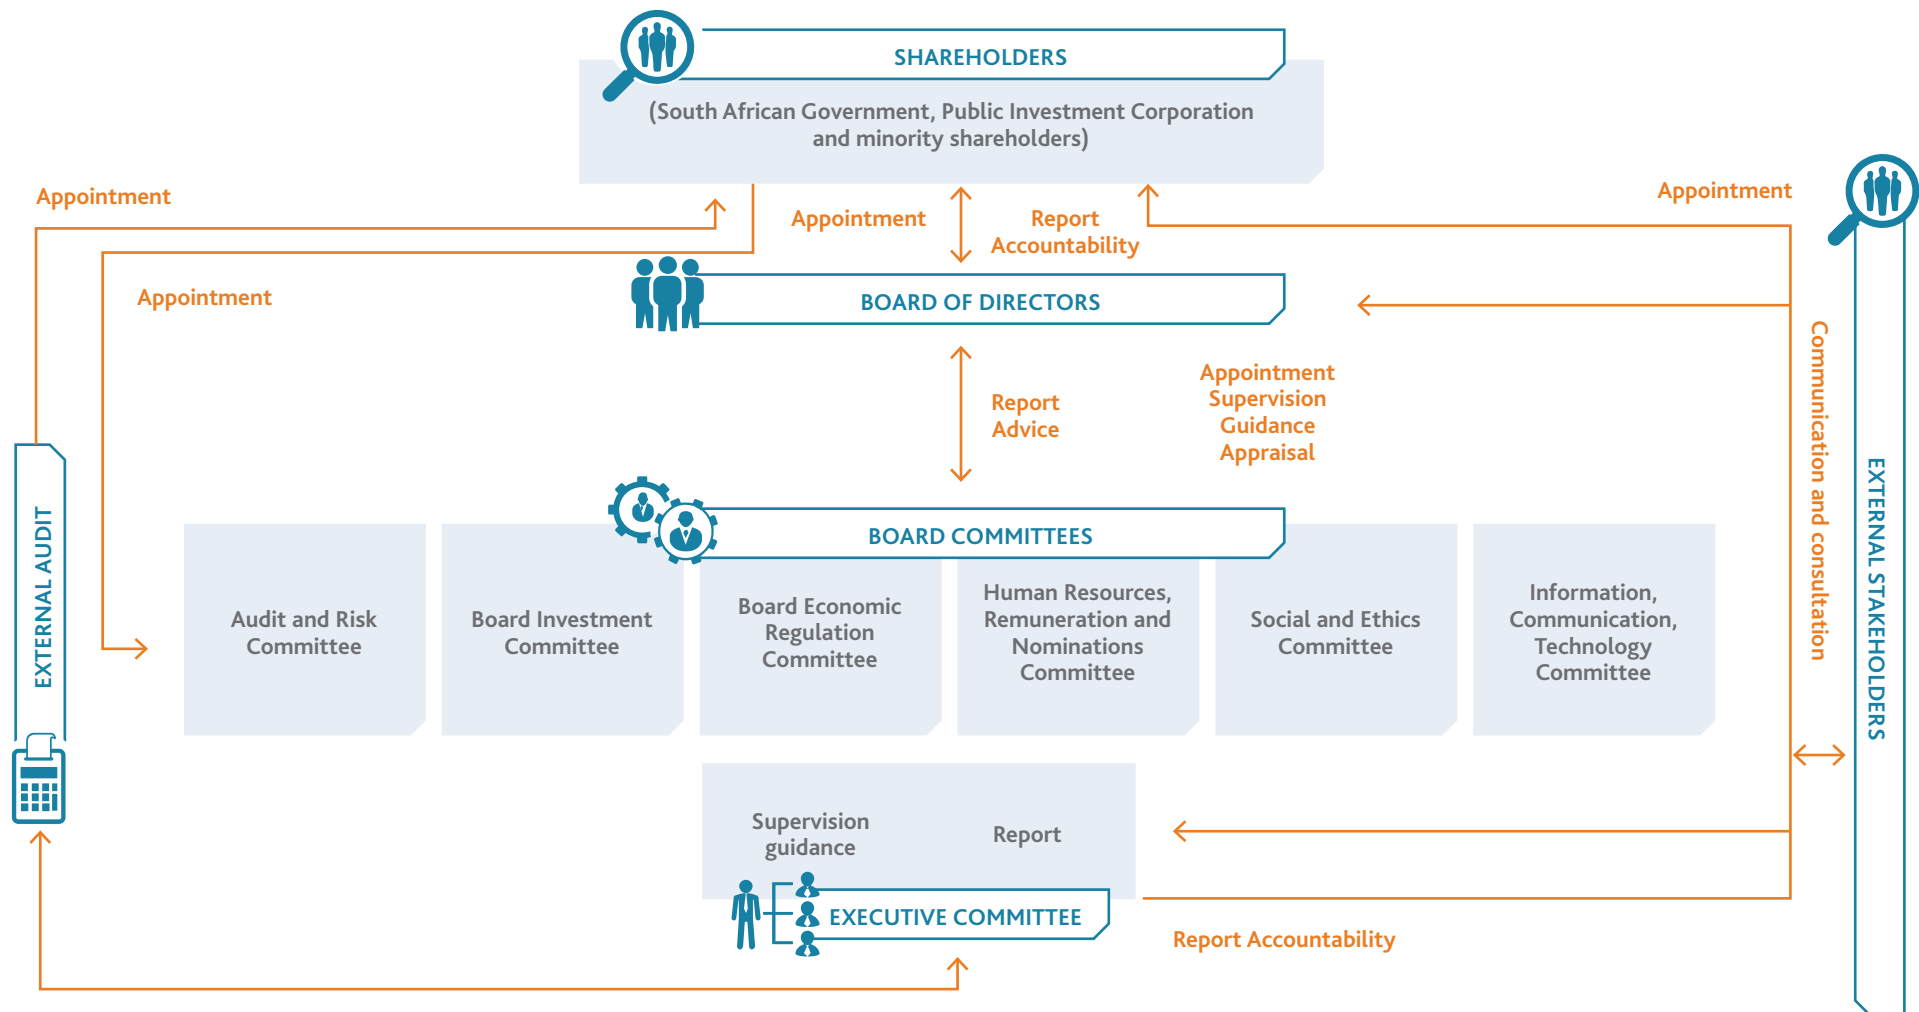 SHAREHOLDERS
(South African Government, Public Investment Corporation
and minority shareholders)
Appointment
Appointment
Appointment
Report
Accountability
Appointment
BOARD OF DIRECTORS
Appointment
Supervision
Guidance
Appraisal
Report
Advice
Communication and consultation
EXTERNAL STAKEHOLDERS
EXTERNAL AUDIT
BOARD COMMITTEES
Audit and Risk
Committee
Board Investment
Committee
Board Economic
Regulation
Committee
Human Resources,
Remuneration and
Nominations
Committee
Social and Ethics
Committee
Information,
Communication,
Technology
Committee
Supervision
guidance
Report
EXECUTIVE COMMITTEE
Report Accountability